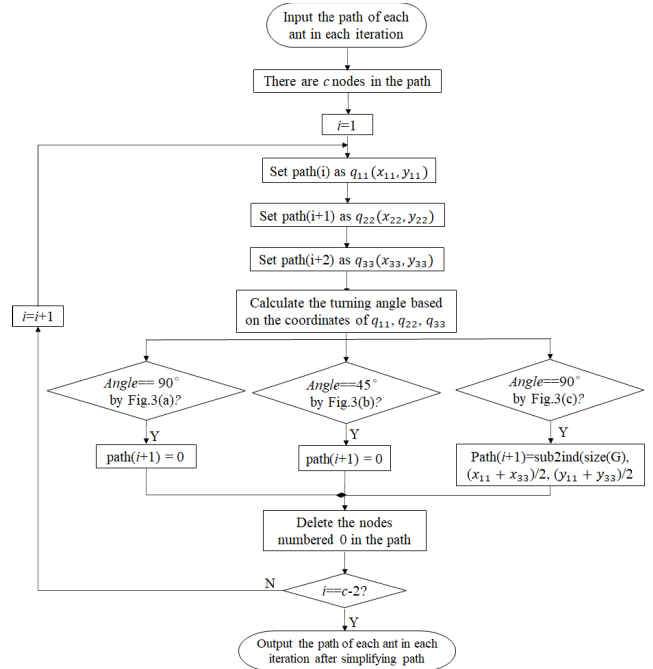 Input the path of each
ant in each iteration
There are c nodes in the path
i=1
Set path(i) as q₁₁(x₁₁, y₁₁)
Set path(i+1) as q₂₂(x₂₂, y₂₂)
Set path(i+2) as q₃₃(x₃₃, y₃₃)
i=i+1
Calculate the turning angle based
on the coordinates of q₁₁, q₂₂, q₃₃
Angle== 90°
by Fig.3(a)?
Angle==45°
by Fig.3(b)?
Angle==90°
by Fig.3(c)?
Y
Y
Y
path(i+1) = 0
path(i+1) = 0
Path(i+1)=sub2ind(size(G),
(x₁₁ + x₃₃)/2, (y₁₁ + y₃₃)/2
Delete the nodes
numbered 0 in the path
N
i==c-2?
Y
Output the path of each ant in each
iteration after simplifying path